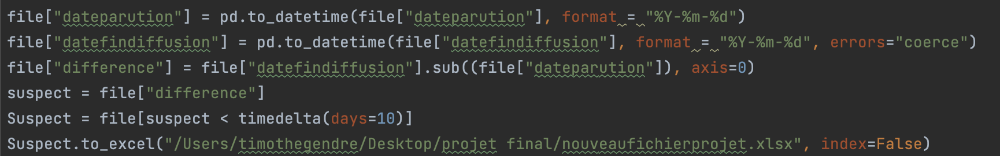 file["dateparution"] = pd.to_datetime(file["dateparution"], format = "%Y-%m-%d")
file["datefindiffusion"] = pd.to_datetime(file["datefindiffusion"], format = "%Y-%m-%d", errors="coerce")
file["difference"] = file["datefindiffusion"].sub((file["dateparution"]), axis=0)
suspect = file["difference"]
Suspect = file[suspect < timedelta(days=10)]
Suspect.to_excel("/Users/timothegendre/Desktop/projet final/nouveaufichierprojet.xlsx", index=False)